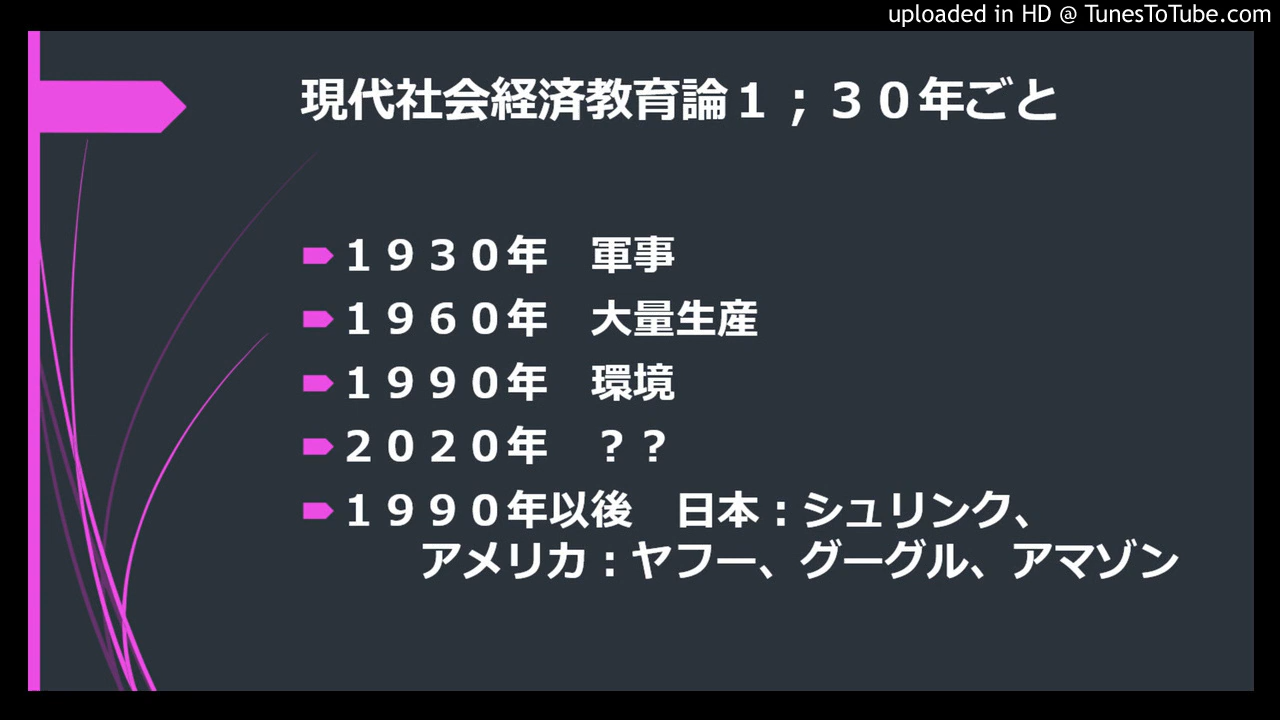 uploaded in HD @ TunesToTube.com
現代社会経済教育論１；３０年ごと
１９３０年　軍事
１９６０年　大量生産
１９９０年　環境
２０２０年　？？
１９９０年以後　日本：シュリンク、
アメリカ：ヤフー、グーグル、アマゾン